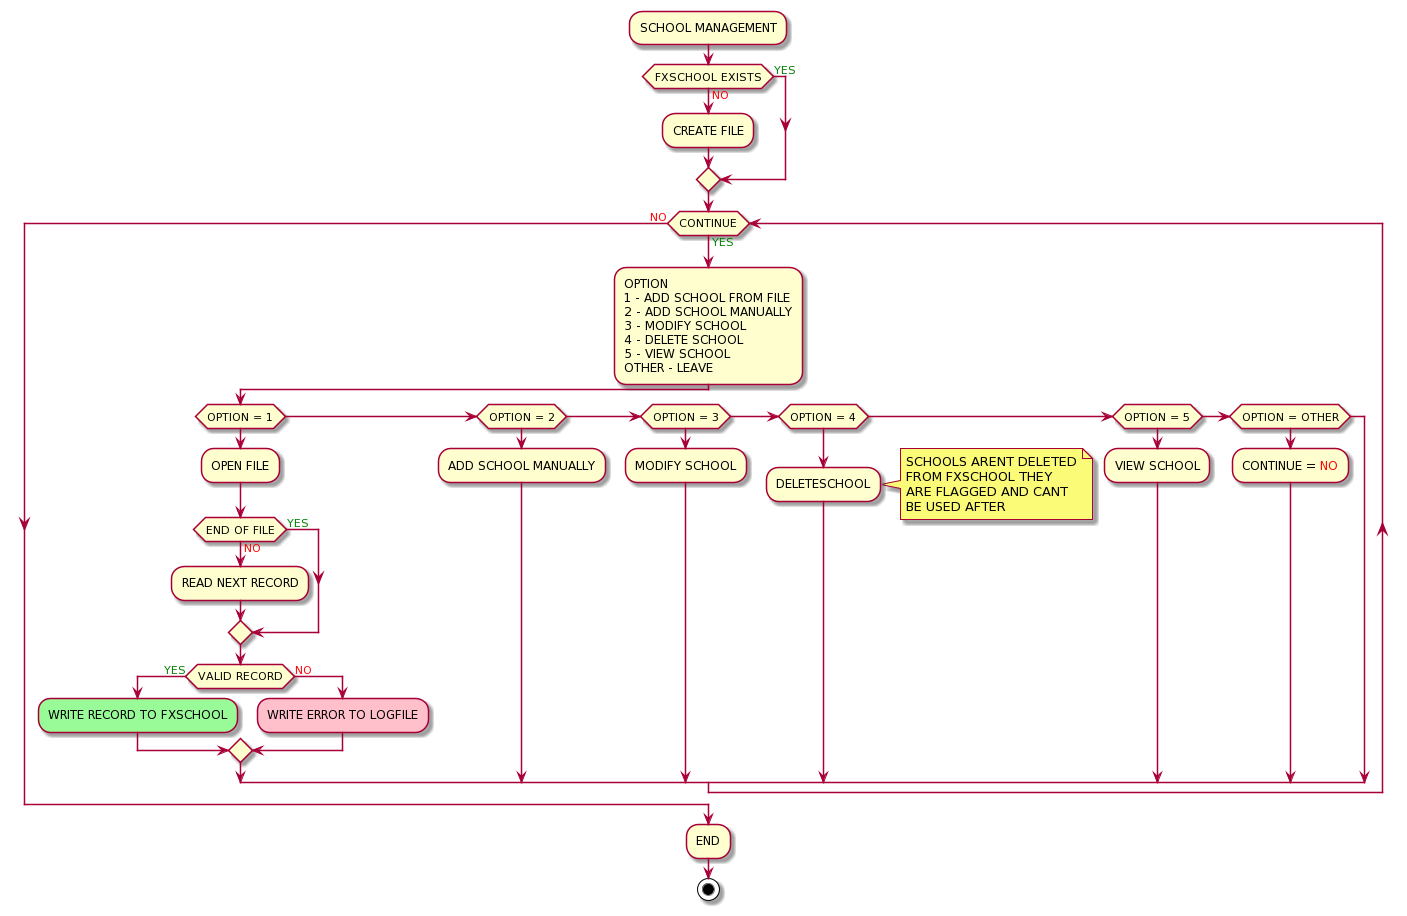 SCHOOL MANAGEMENT
FXSCHOOL EXISTS
YES
NO
CREATE FILE
NO
CONTINUE
YES
OPTION
1 - ADD SCHOOL FROM FILE
2 - ADD SCHOOL MANUALLY
3 - MODIFY SCHOOL
4 - DELETE SCHOOL
5 - VIEW SCHOOL
OTHER - LEAVE
OPTION = 1
OPTION = 2
OPTION = 3
OPTION = 4
OPTION = 5
OPTION = OTHER
OPEN FILE
ADD SCHOOL MANUALLY
MODIFY SCHOOL
DELETESCHOOL
SCHOOLS ARENT DELETED
FROM FXSCHOOL THEY
ARE FLAGGED AND CANT
BE USED AFTER
VIEW SCHOOL
CONTINUE = NO
END OF FILE
YES
NO
READ NEXT RECORD
YES
VALID RECORD
NO
WRITE RECORD TO FXSCHOOL
WRITE ERROR TO LOGFILE
END